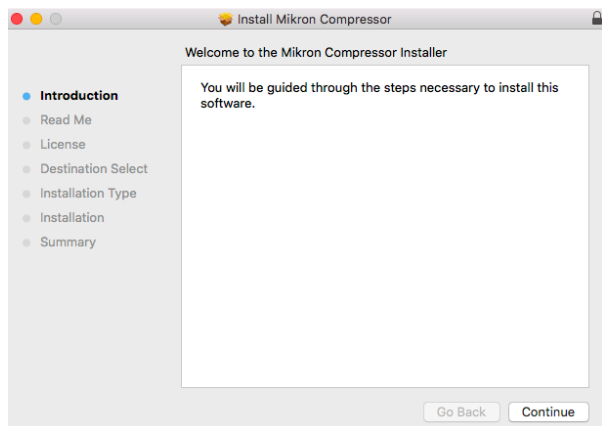 Install Mikron Compressor
Welcome to the Mikron Compressor Installer
Introduction
Read Me
License
Destination Select
Installation Type
Installation
Summary
You will be guided through the steps necessary to install this
software.
Go Back
Continue